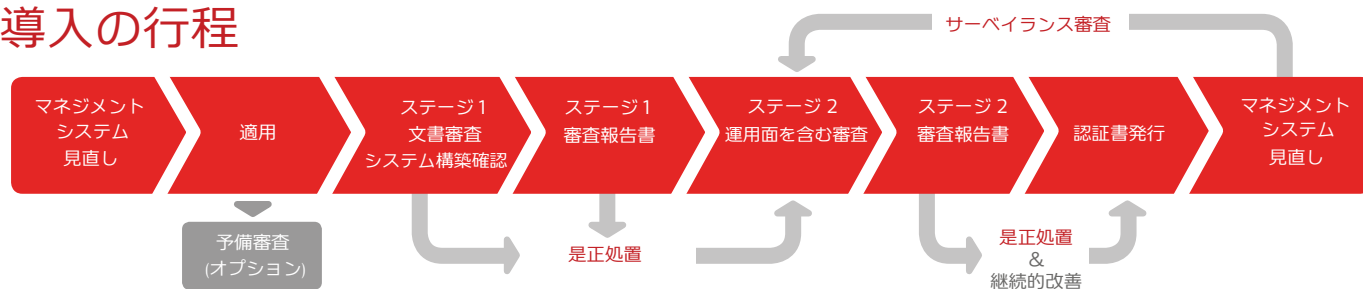 導入の行程
サーベイランス審査
マネジメント
システム
見直し
適用
ステージ1
文書審査
システム構築確認
ステージ1
審査報告書
ステージ2
運用面を含む審査
ステージ2
審査報告書
認証書発行
マネジメント
システム
見直し
予備審査
(オプション)
是正処置
是正処置
&
継続的改善